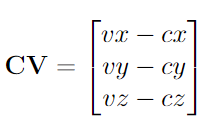 vx − cx
CV = vy − cy
vz − cz